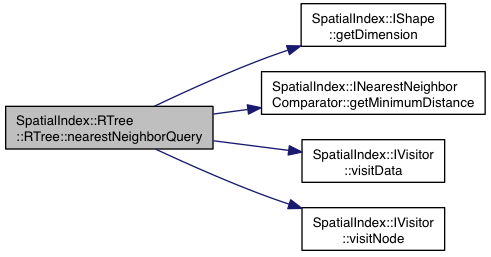 SpatialIndex::IShape
::getDimension
SpatialIndex::INearestNeighbor
Comparator::getMinimumDistance
SpatialIndex::RTree
::RTree::nearestNeighborQuery
SpatialIndex::IVisitor
::visitData
SpatialIndex::IVisitor
::visitNode